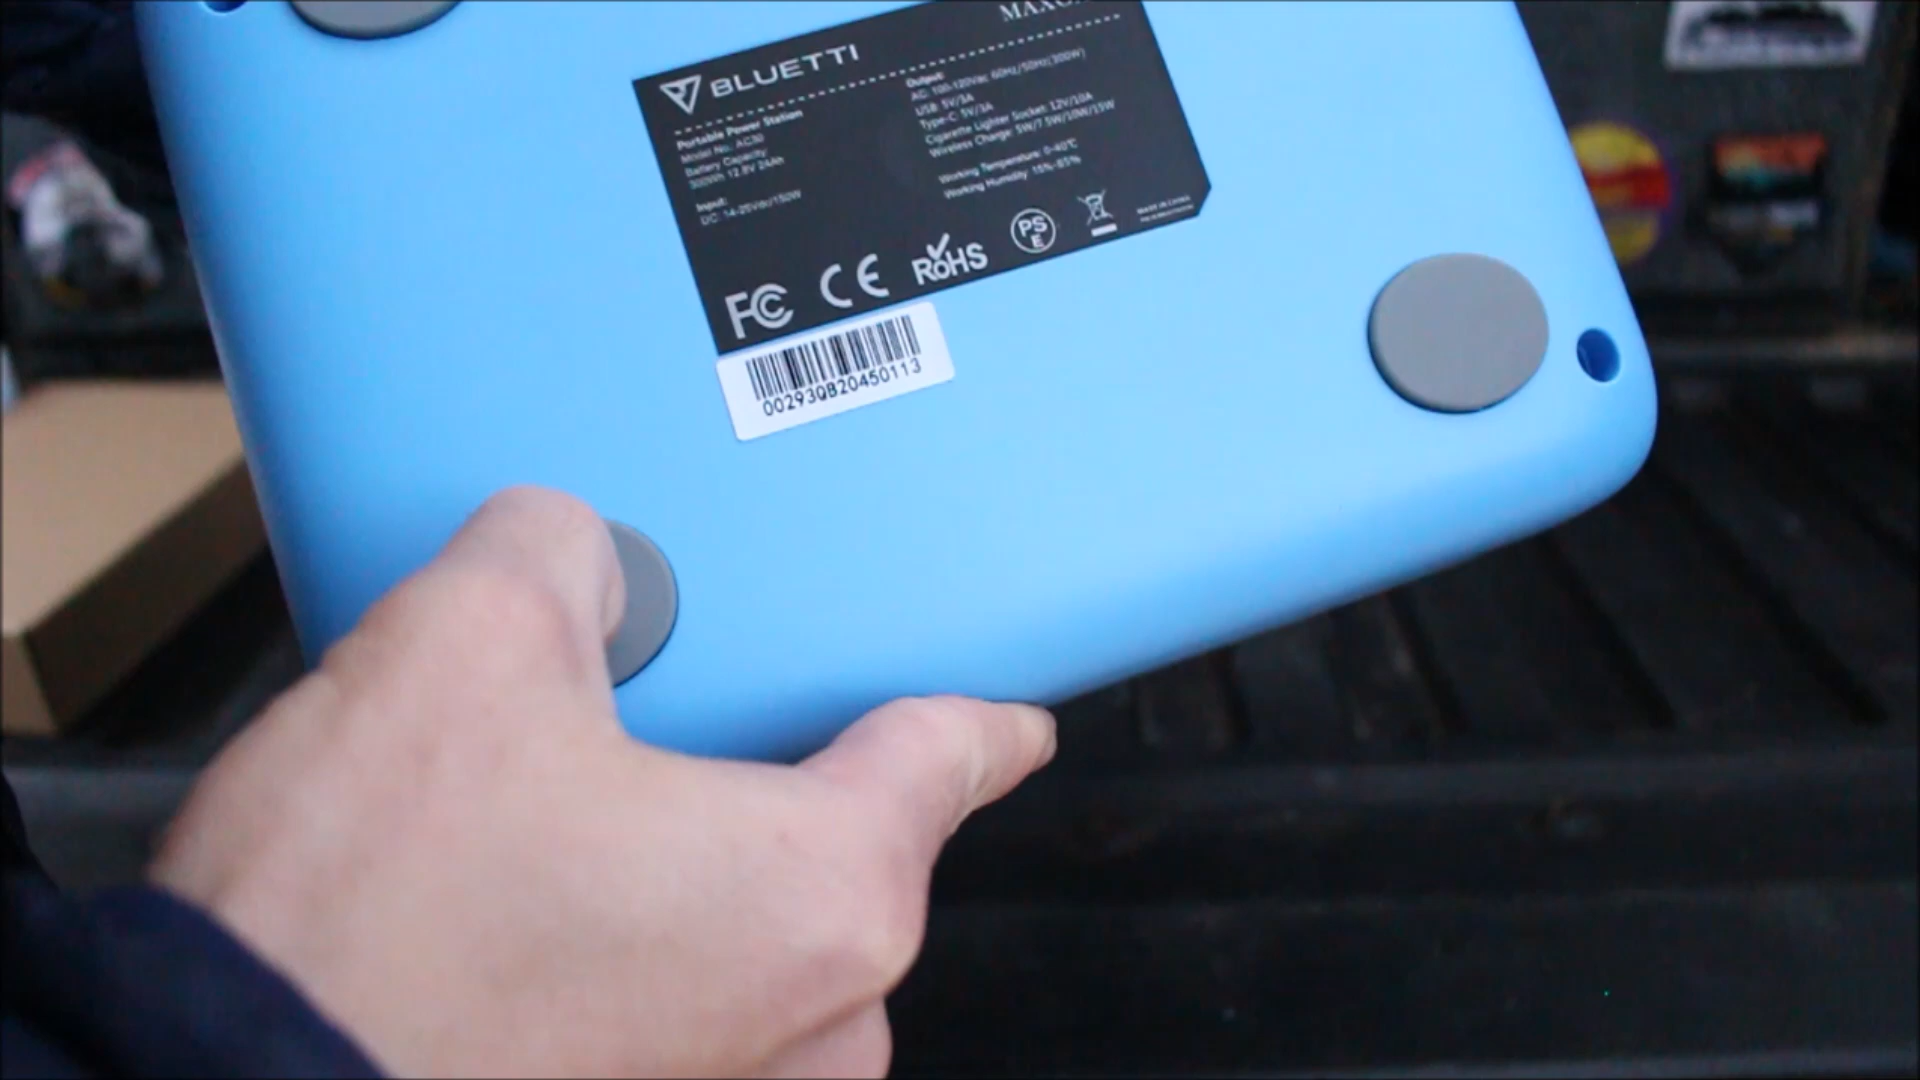 BLUETTI
Portable Power Station
Model No.: AC30
Battery Capacity:
300Wh 12.8V 24Ah
Input:
DC: 14-25Vdc/150W
Output:
AC: 100-120Vac 60Hz/50Hz(300W)
USB: 5V/3A
Type-C: 5V/3A
Cigarette Lighter Socket: 12V/10A
Wireless Charge: 5W/7.5W/10W/15W
Working Temperature: 0-40℃
Working Humidity: 15%-85%
FC CE RoHS PSE
MADE IN CHINA
00293QB20450113